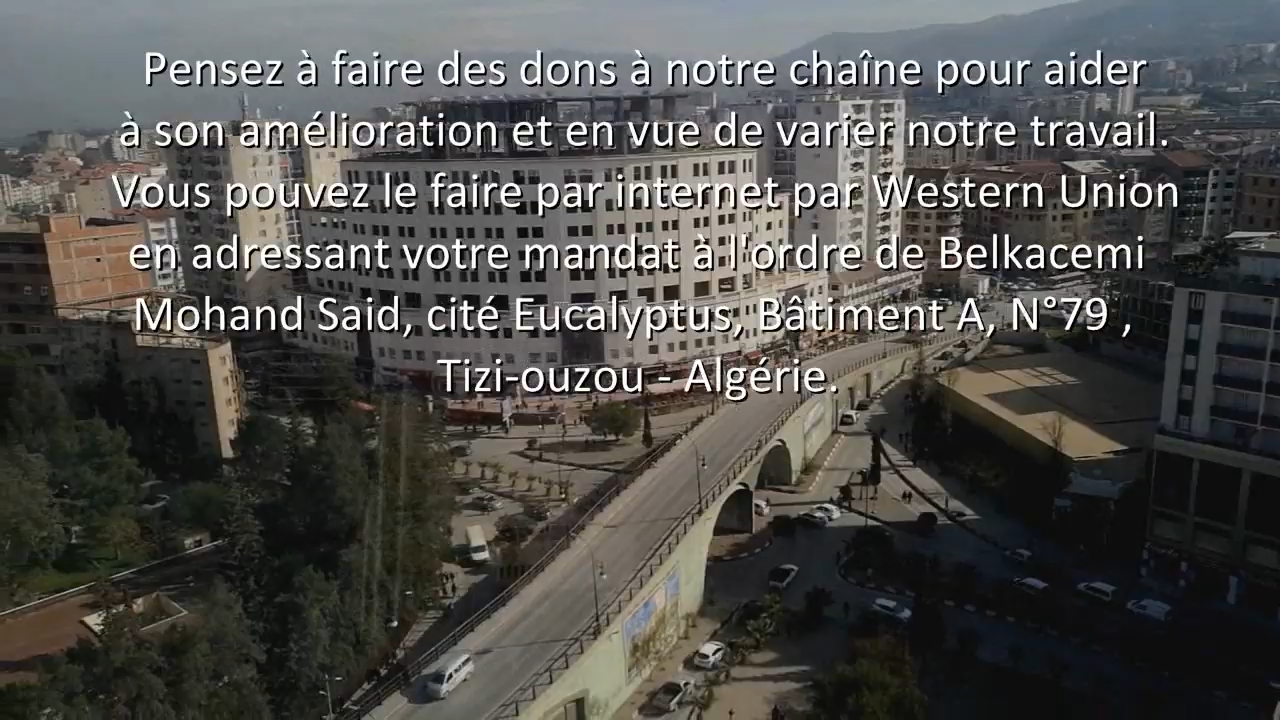 Pensez à faire des dons à notre chaîne pour aider
à son amélioration et en vue de varier notre travail.
Vous pouvez le faire par internet par Western Union
en adressant votre mandat à l'ordre de Belkacemi
Mohand Said, cité Eucalyptus, Bâtiment A, N°79 ,
Tizi-ouzou - Algérie.